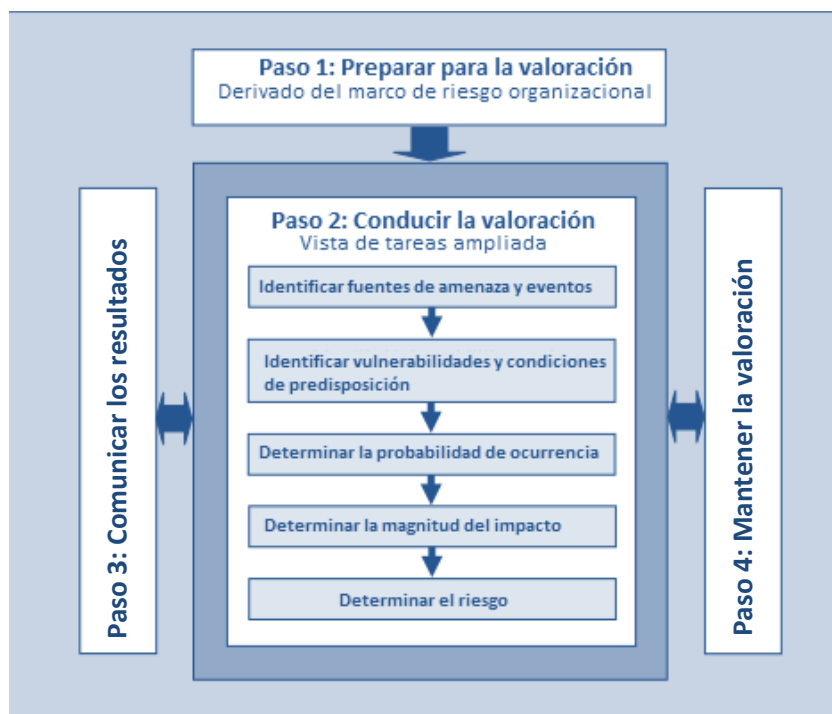 Paso 1: Preparar para la valoración
Derivado del marco de riesgo organizacional
Paso 2: Conducir la valoración
Vista de tareas ampliada
Identificar fuentes de amenaza y eventos
Identificar vulnerabilidades y condiciones
de predisposición
Determinar la probabilidad de ocurrencia
Determinar la magnitud del impacto
Determinar el riesgo
Paso 3: Comunicar los resultados
Paso 4: Mantener la valoración